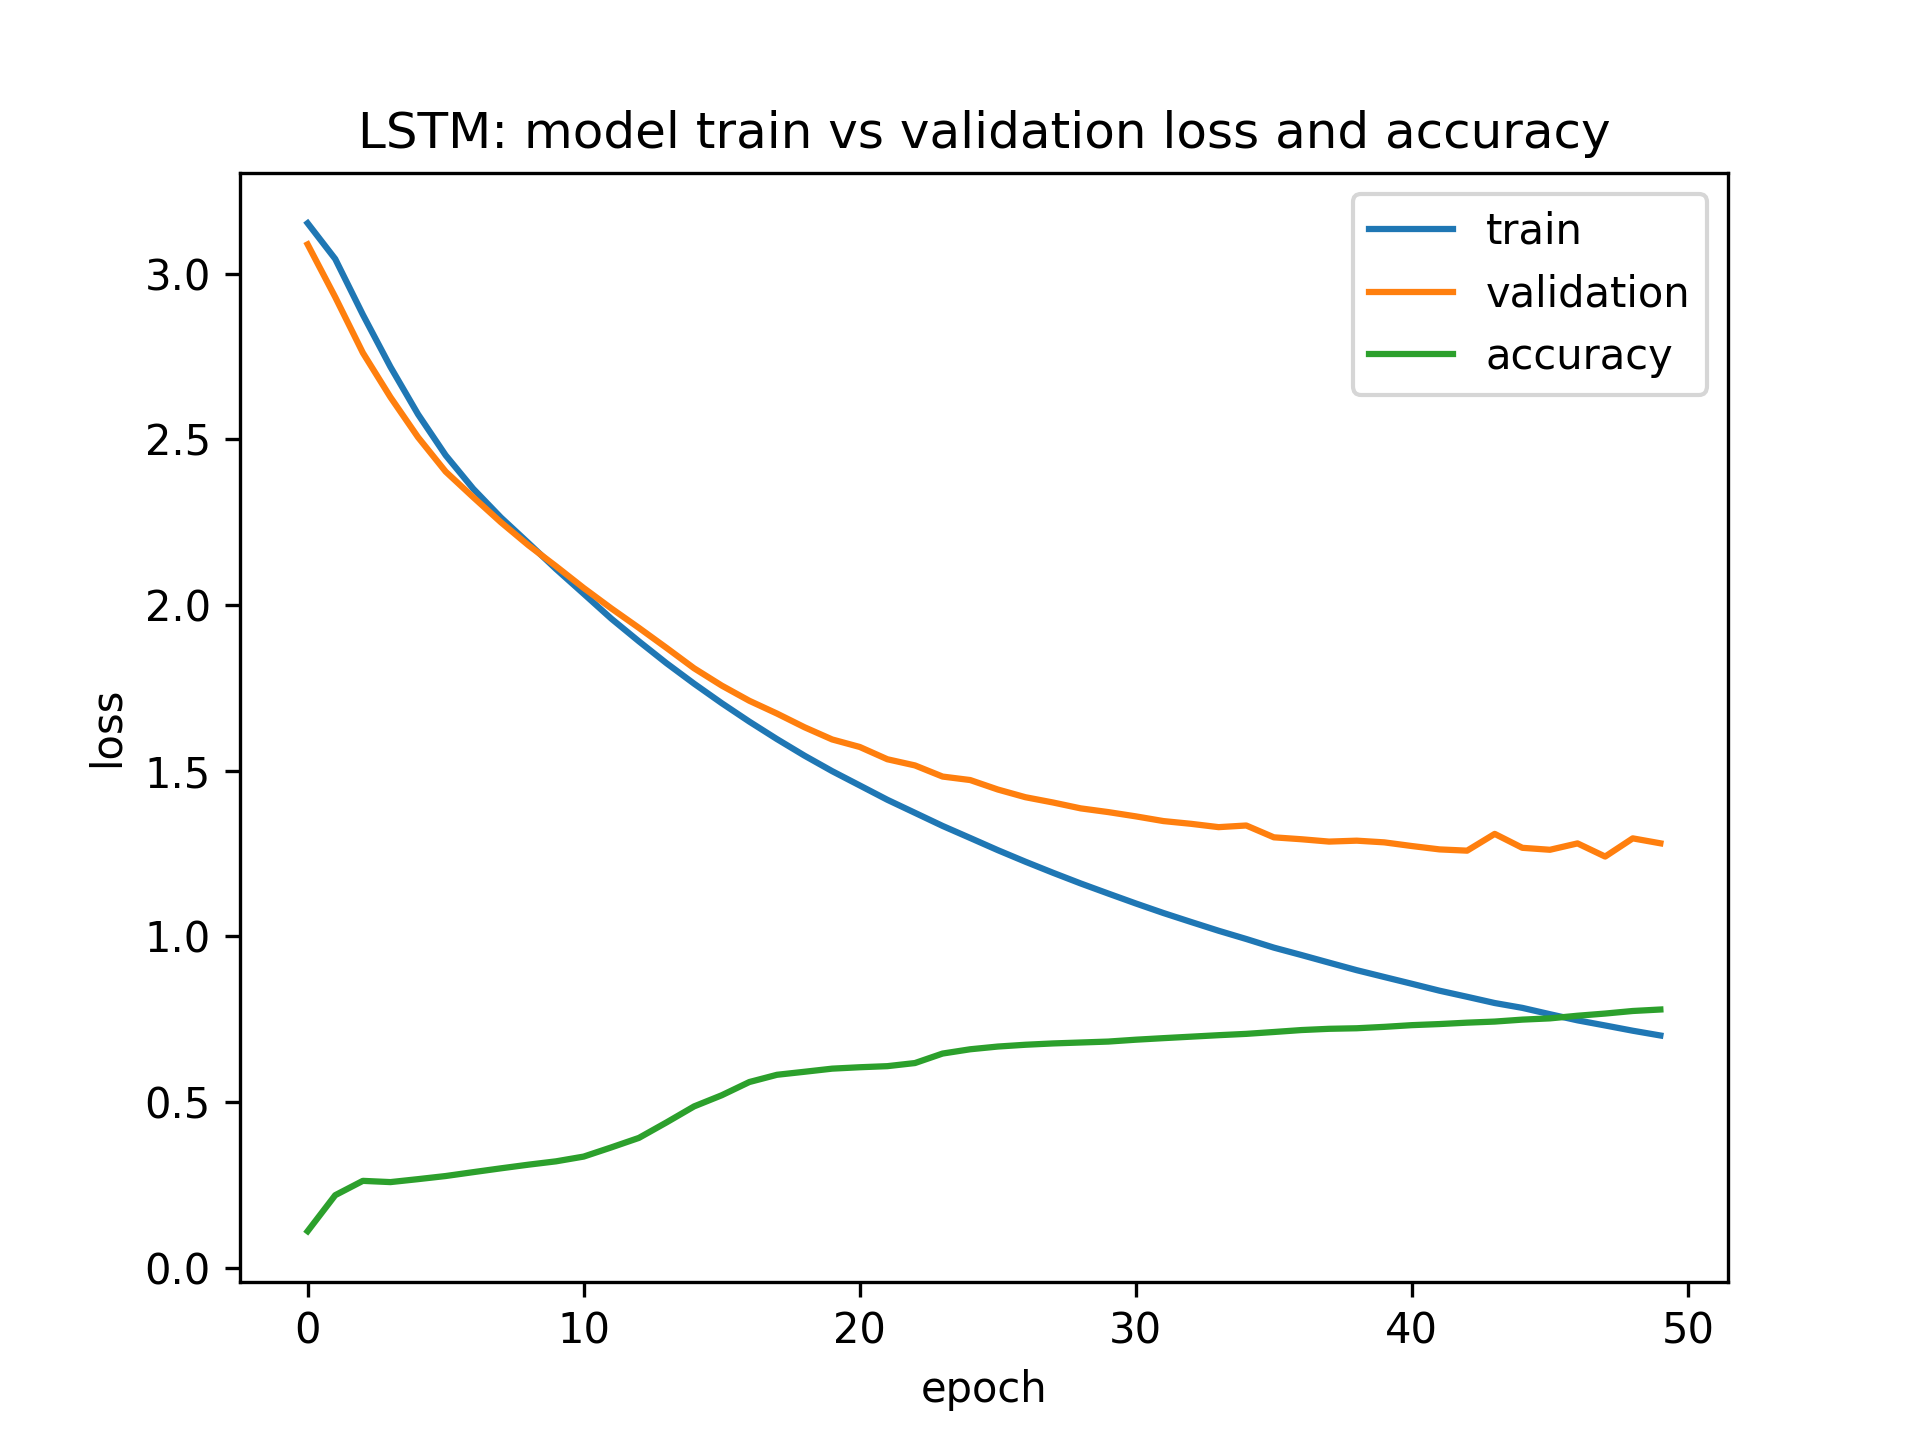 LSTM: model train vs validation loss and accuracy
train
validation
accuracy
loss
3.0
2.5
2.0
1.5
1.0
0.5
0.0
0 10 20 30 40 50
epoch